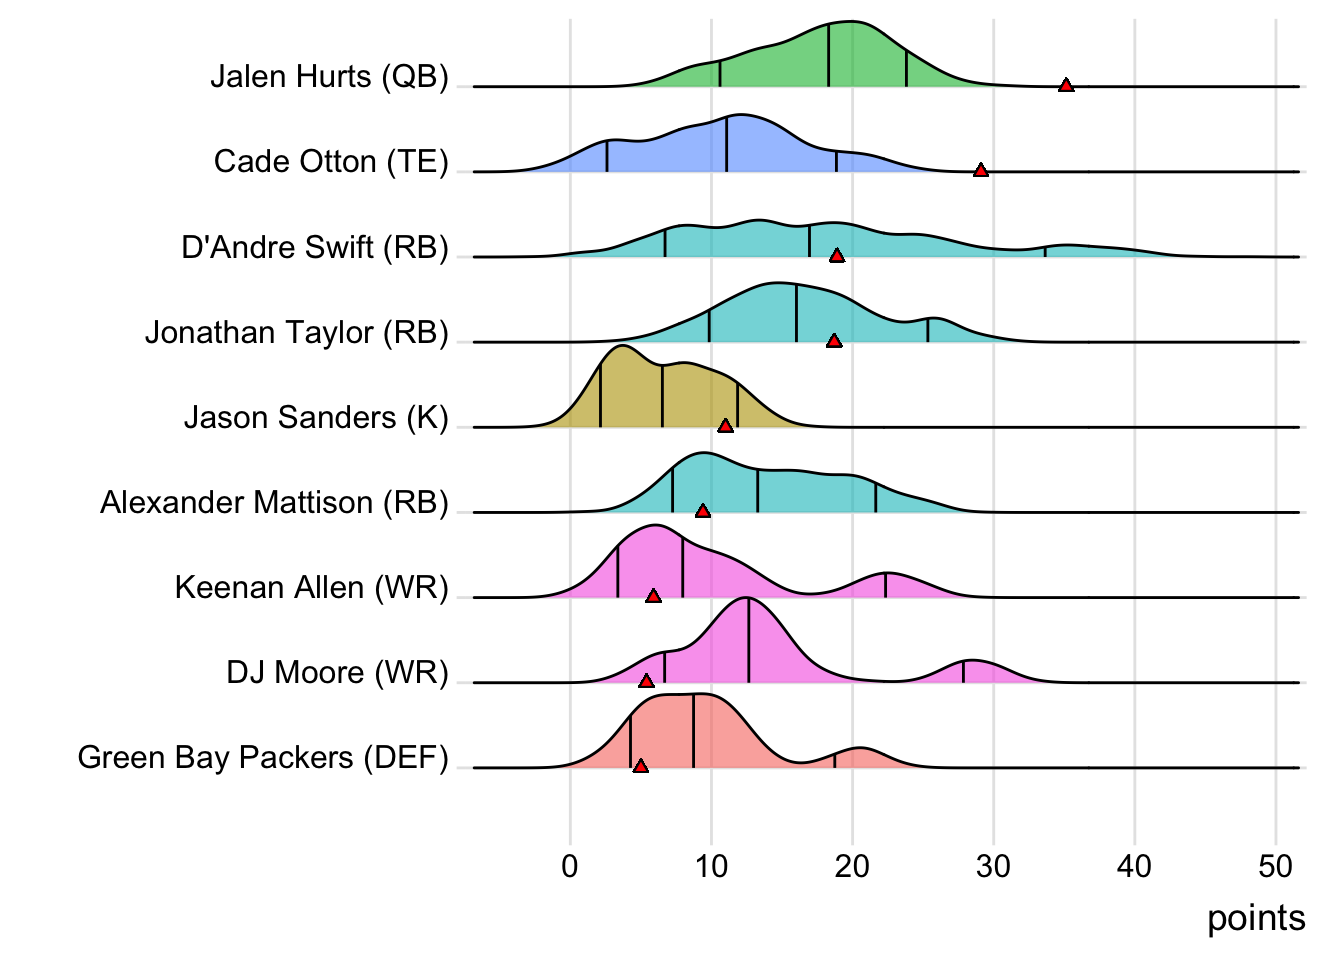 Jalen Hurts (QB)
Cade Otton (TE)
D'Andre Swift (RB)
Jonathan Taylor (RB)
Jason Sanders (K)
Alexander Mattison (RB)
Keenan Allen (WR)
DJ Moore (WR)
Green Bay Packers (DEF)
0 10 20 30 40 50
points